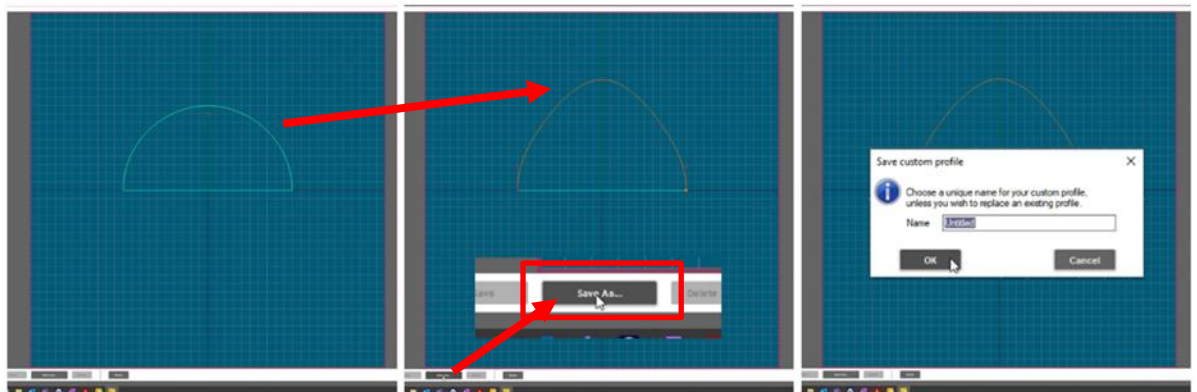 Save As...
Delete
Save custom profile
Choose a unique name for your custom profile,
unless you wish to replace an existing profile.
Name Untitled
OK Cancel